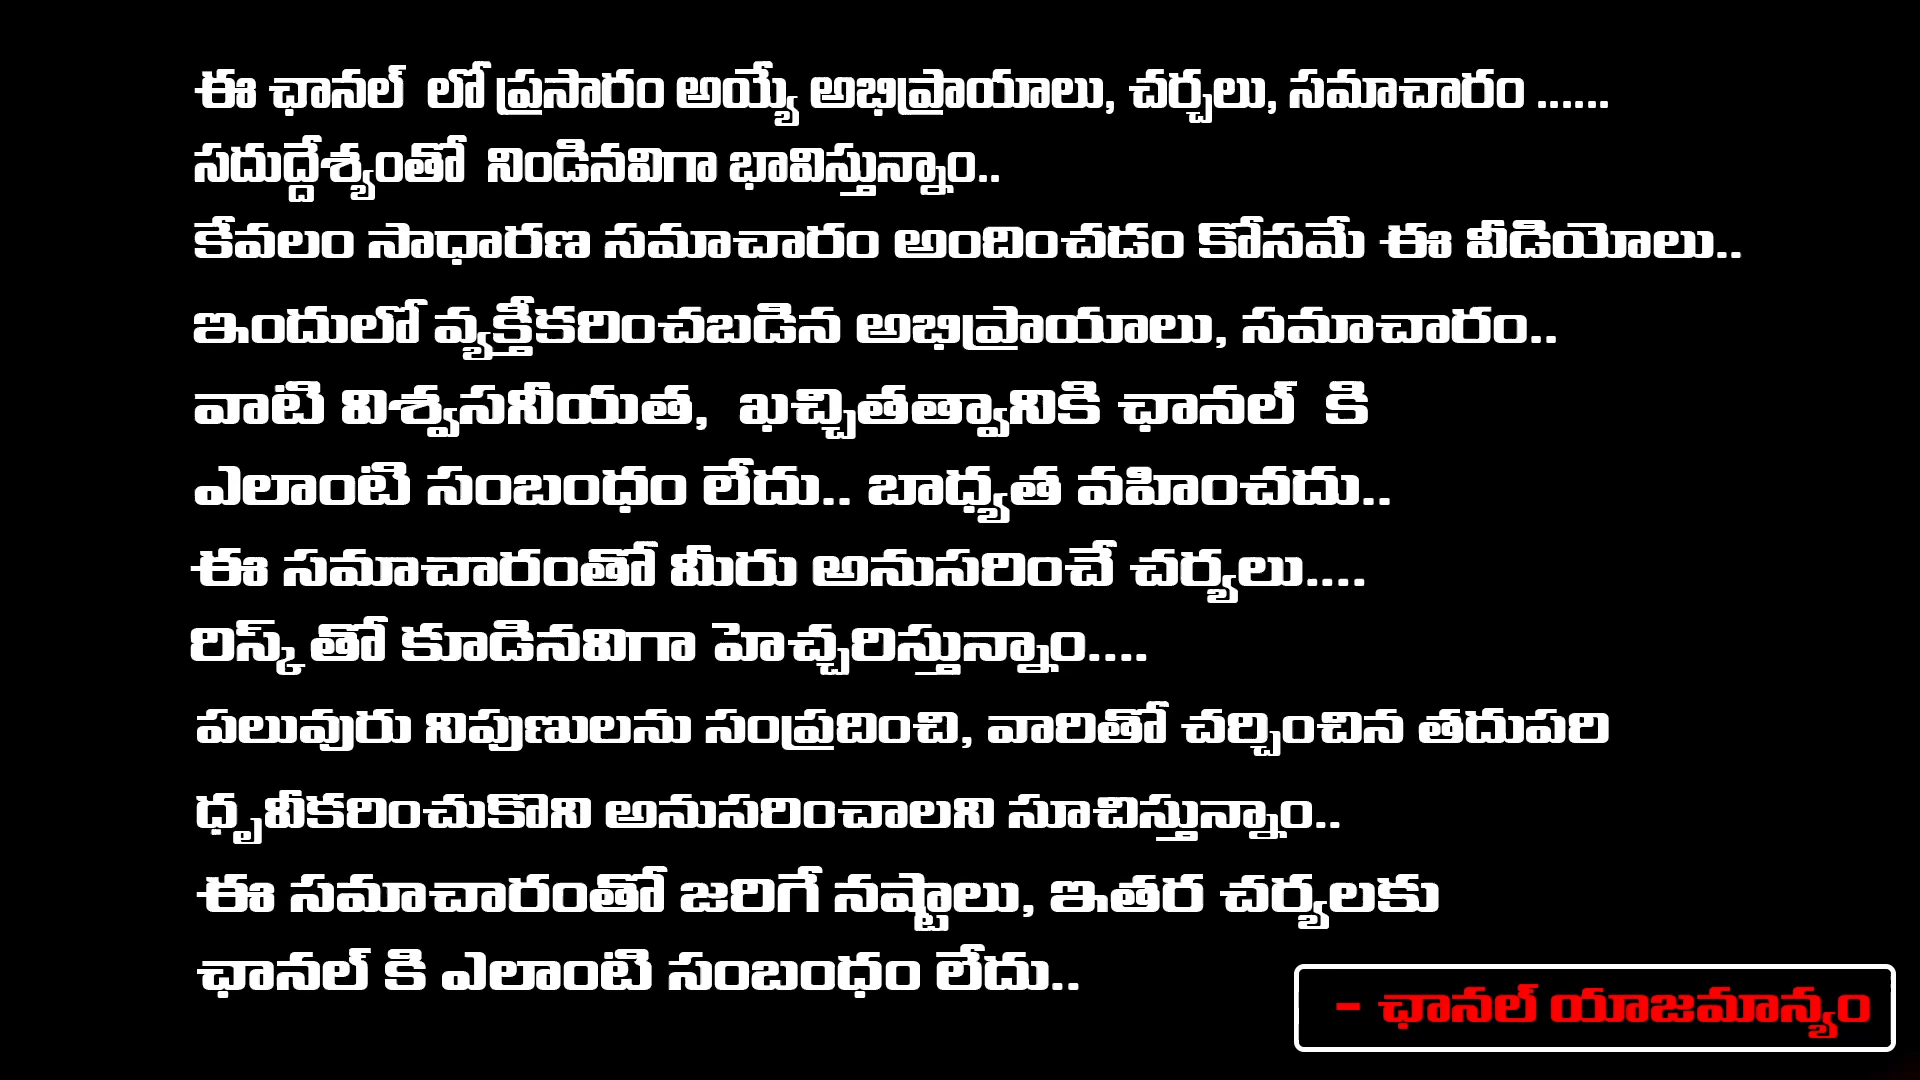 ఈ ఛానల్ లో ప్రసారం అయ్యే అభిప్రాయాలు, చర్చలు, సమాచారం ......
సదుద్దేశ్యంతో నిండినవిగా భావిస్తున్నాం..
కేవలం సాధారణ సమాచారం అందించడం కోసమే ఈ వీడియోలు..
ఇందులో వ్యక్తీకరించబడిన అభిప్రాయాలు, సమాచారం..
వాటి విశ్వసనీయత, ఖచ్చితత్వానికి ఛానల్ కి
ఎలాంటి సంబంధం లేదు.. బాధ్యత వహించదు..
ఈ సమాచారంతో మీరు అనుసరించే చర్యలు....
రిస్క్ తో కూడినవిగా హెచ్చరిస్తున్నాం....
పలువురు నిపుణులను సంప్రదించి, వారితో చర్చించిన తదుపరి
ధృవీకరించుకొని అనుసరించాలని సూచిస్తున్నాం..
ఈ సమాచారంతో జరిగే నష్టాలు, ఇతర చర్యలకు
ఛానల్ కి ఎలాంటి సంబంధం లేదు..
- ఛానల్ యాజమాన్యం